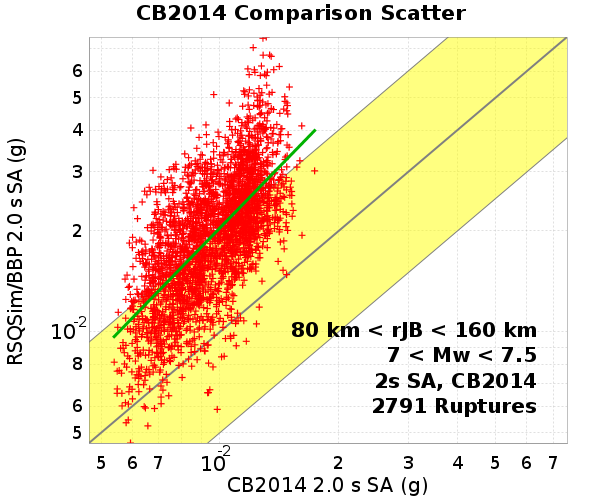 CB2014 Comparison Scatter
RSQSim/BBP 2.0 s SA (g)
6
5
4
3
2
10-2
8
6
5
80 km < rJB < 160 km
7 < Mw < 7.5
2s SA, CB2014
2791 Ruptures
5 6 7 10-2 2 3 4 5 6 7
CB2014 2.0 s SA (g)